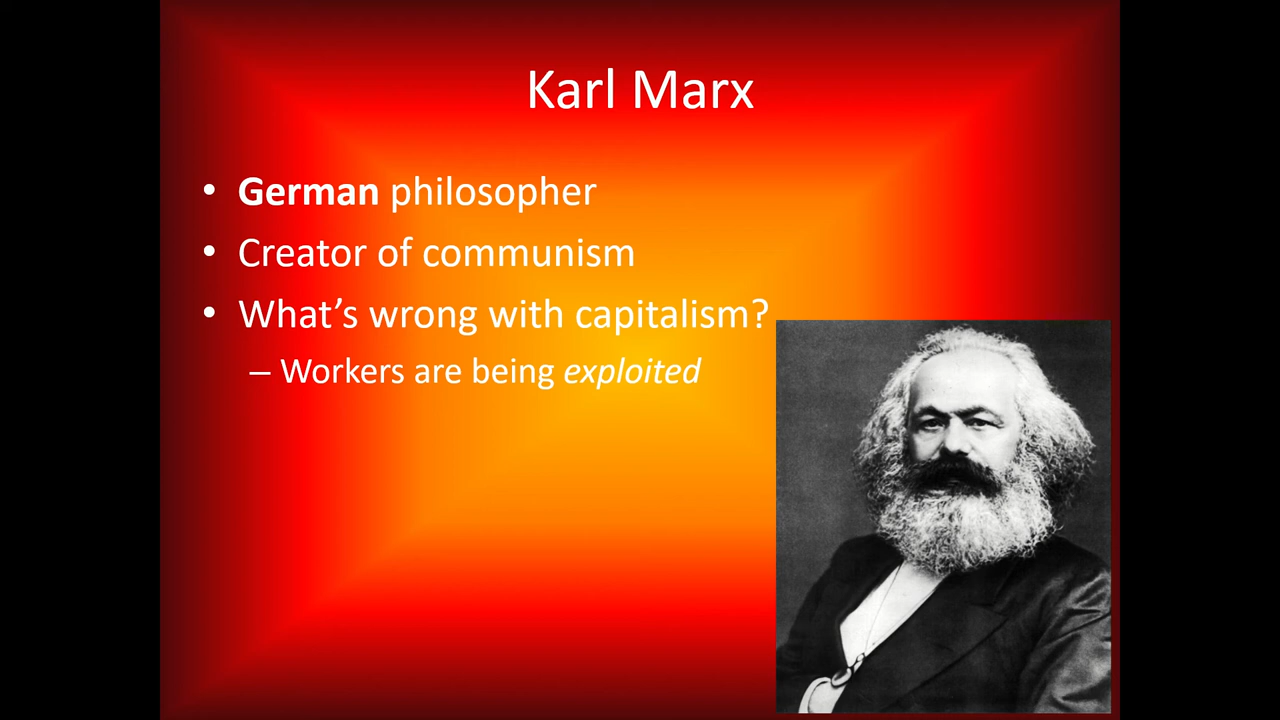 Karl Marx
• German philosopher
• Creator of communism
• What’s wrong with capitalism?
– Workers are being exploited